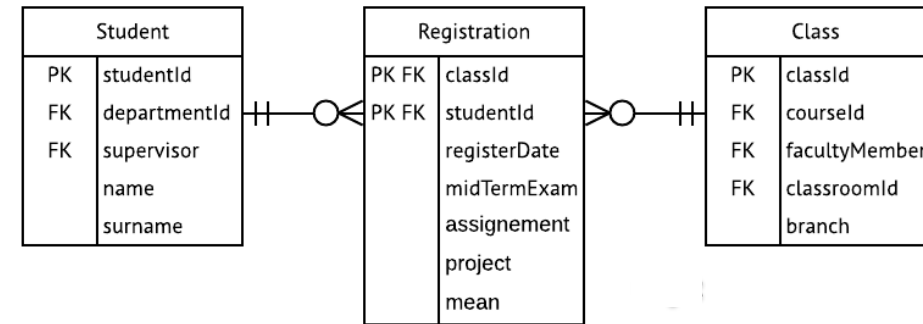 Student
PK studentId
FK departmentId
FK supervisor
name
surname
Registration
PK FK classId
PK FK studentId
registerDate
midTermExam
assignement
project
mean
Class
PK classId
FK courseId
FK facultyMember
FK classroomId
branch